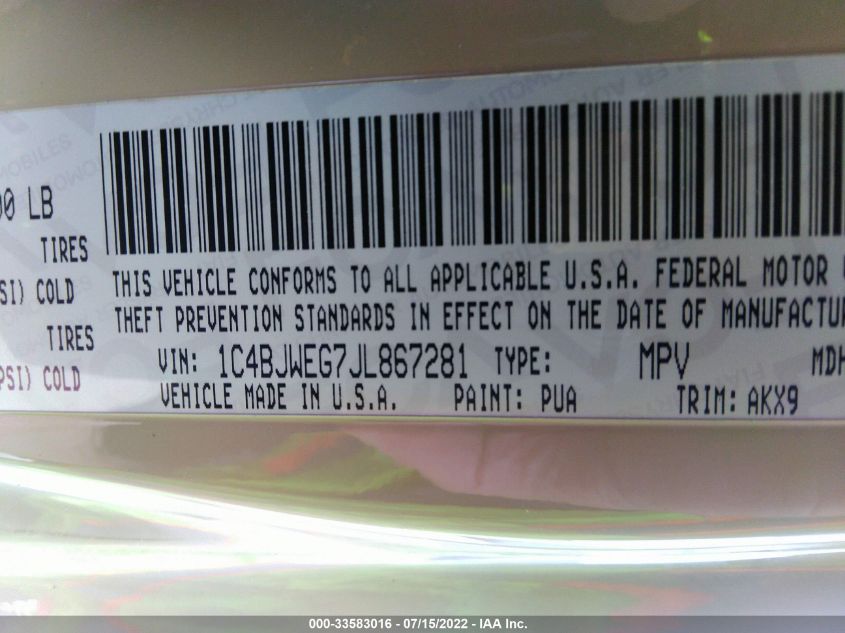 00 LB
TIRES
SI) COLD
TIRES
PSI) COLD
THIS VEHICLE CONFORMS TO ALL APPLICABLE U.S.A. FEDERAL MOTOR
THEFT PREVENTION STANDARDS IN EFFECT ON THE DATE OF MANUFACTU
VIN: 1C4BJWEG7JL867281 TYPE: MPV MDH
VEHICLE MADE IN U.S.A. PAINT: PUA TRIM: AKX9
000-33583016 - 07/15/2022 - IAA Inc.